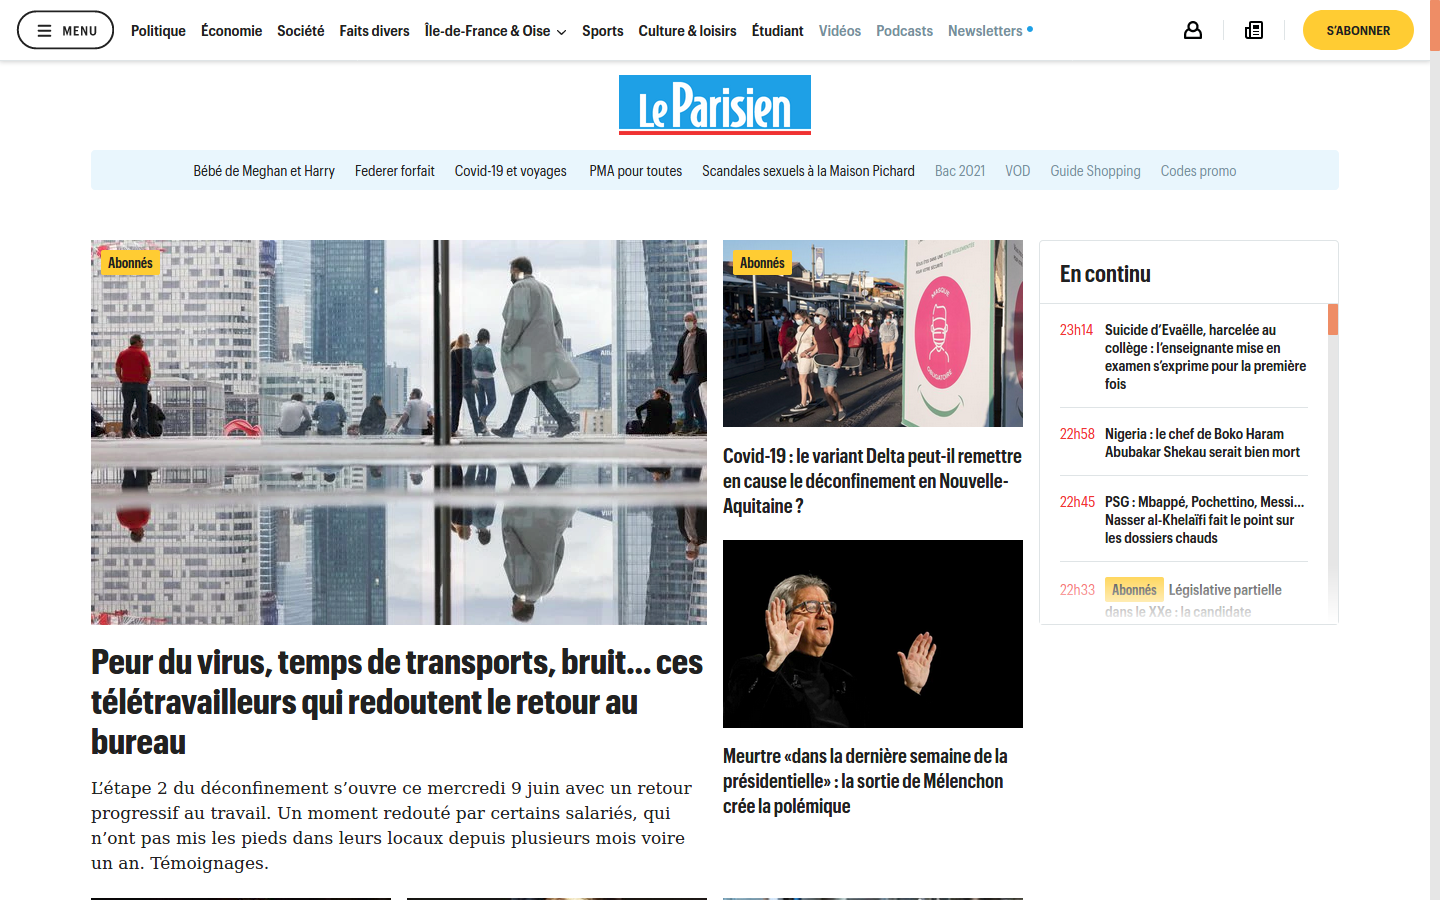 MENU
Politique
Économie
Société
Faits divers
Île-de-France & Oise
Sports
Culture & loisirs
Étudiant
Vidéos
Podcasts
Newsletters
S'ABONNER
Le Parisien
Bébé de Meghan et Harry
Federer forfait
Covid-19 et voyages
PMA pour toutes
Scandales sexuels à la Maison Pichard
Bac 2021
VOD
Guide Shopping
Codes promo
Abonnés
Peur du virus, temps de transports, bruit... ces
télétravailleurs qui redoutent le retour au
bureau
L'étape 2 du déconfinement s'ouvre ce mercredi 9 juin avec un retour
progressif au travail. Un moment redouté par certains salariés, qui
n'ont pas mis les pieds dans leurs locaux depuis plusieurs mois voire
un an. Témoignages.
Abonnés
MASQUE
OBLIGATOIRE
Covid-19 : le variant Delta peut-il remettre
en cause le déconfinement en Nouvelle-
Aquitaine ?
Meurtre «dans la dernière semaine de la
présidentielle» : la sortie de Mélenchon
crée la polémique
En continu
23h14
Suicide d'Evaëlle, harcelée au
collège : l'enseignante mise en
examen s'exprime pour la première
fois
22h58
Nigeria : le chef de Boko Haram
Abubakar Shekau serait bien mort
22h45
PSG : Mbappé, Pochettino, Messi...
Nasser al-Khelaïfi fait le point sur
les dossiers chauds
22h33
Abonnés Législative partielle
dans le XXe : la candidate